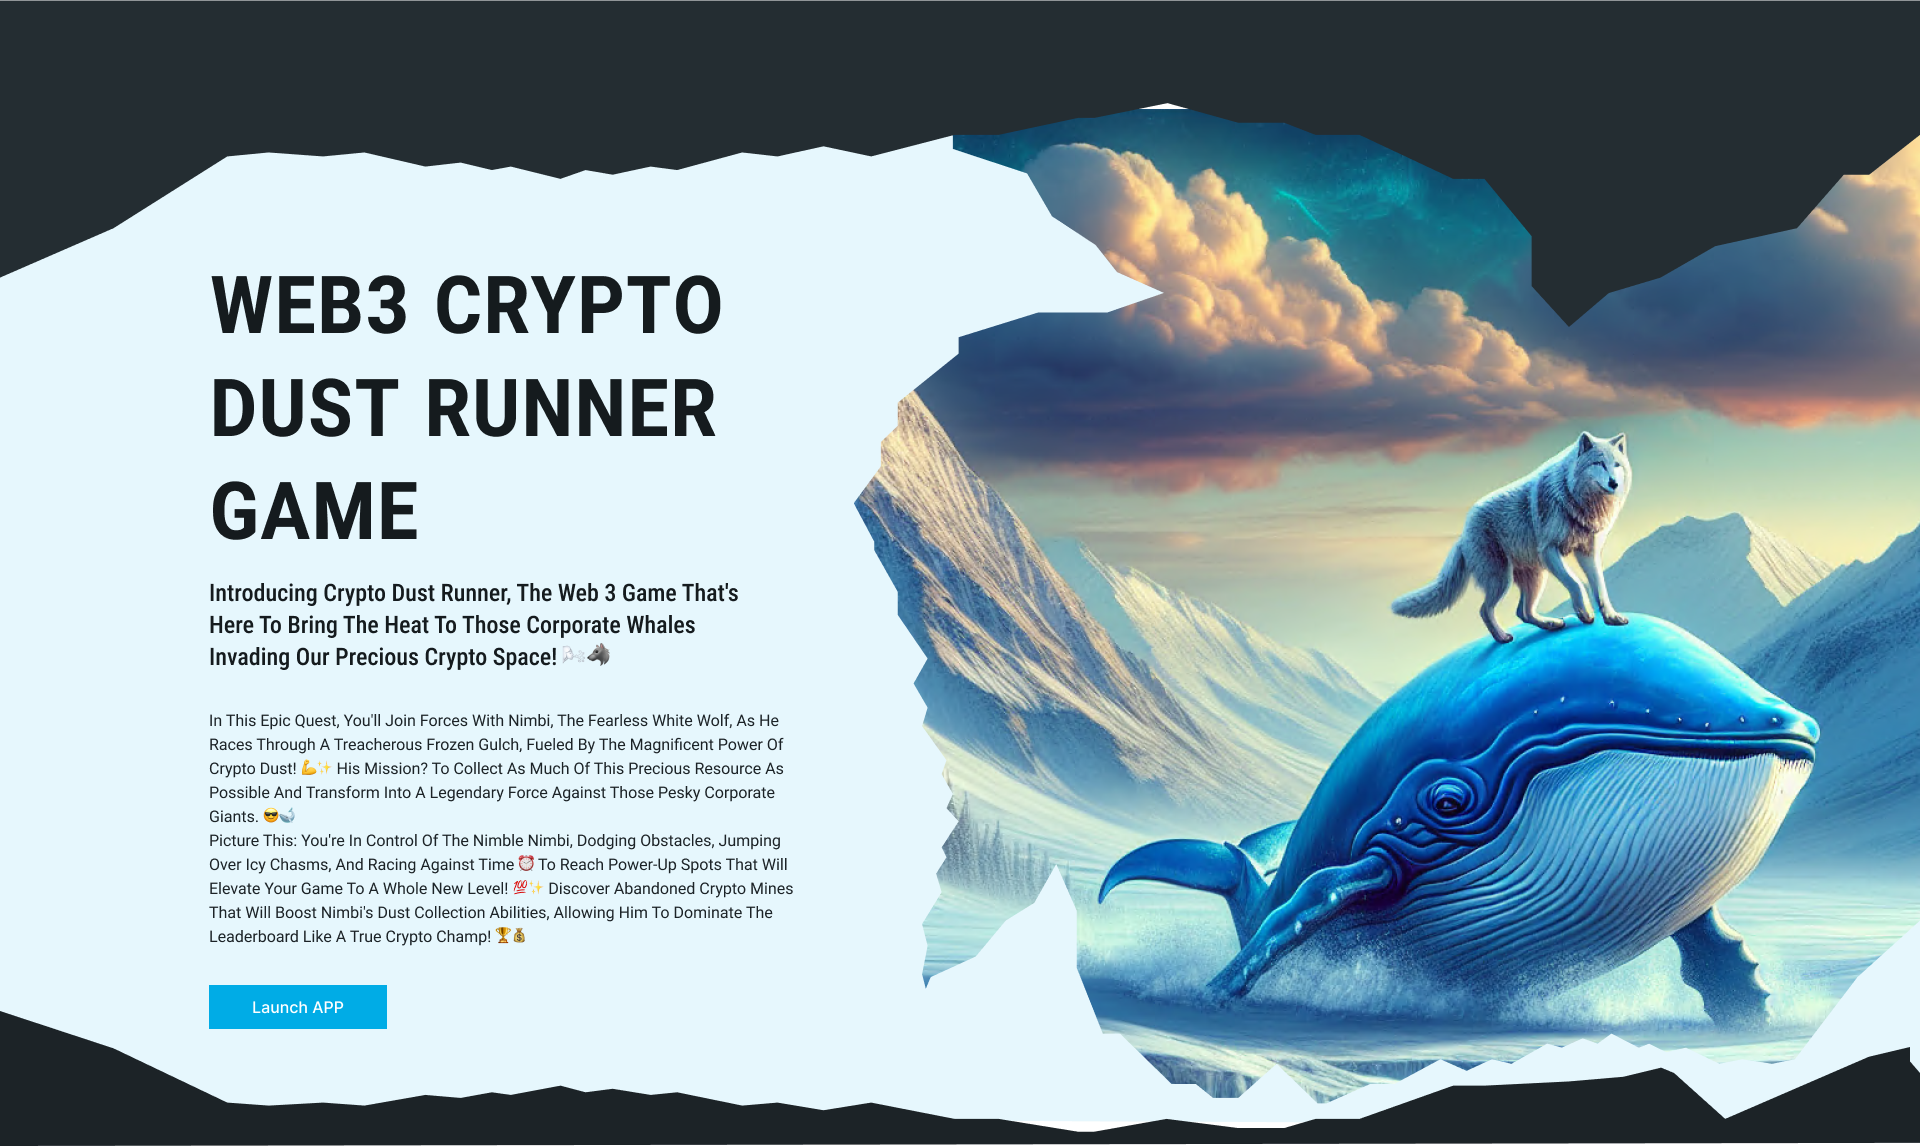 WEB3 CRYPTO
DUST RUNNER
GAME
Introducing Crypto Dust Runner, The Web 3 Game That's
Here To Bring The Heat To Those Corporate Whales
Invading Our Precious Crypto Space! 🌬️🐺
In This Epic Quest, You'll Join Forces With Nimbi, The Fearless White Wolf, As He
Races Through A Treacherous Frozen Gulch, Fueled By The Magnificent Power Of
Crypto Dust! 💪✨ His Mission? To Collect As Much Of This Precious Resource As
Possible And Transform Into A Legendary Force Against Those Pesky Corporate
Giants. 😎🐋
Picture This: You're In Control Of The Nimble Nimbi, Dodging Obstacles, Jumping
Over Icy Chasms, And Racing Against Time ⏰ To Reach Power-Up Spots That Will
Elevate Your Game To A Whole New Level! 💯✨ Discover Abandoned Crypto Mines
That Will Boost Nimbi's Dust Collection Abilities, Allowing Him To Dominate The
Leaderboard Like A True Crypto Champ! 🏆💰
Launch APP